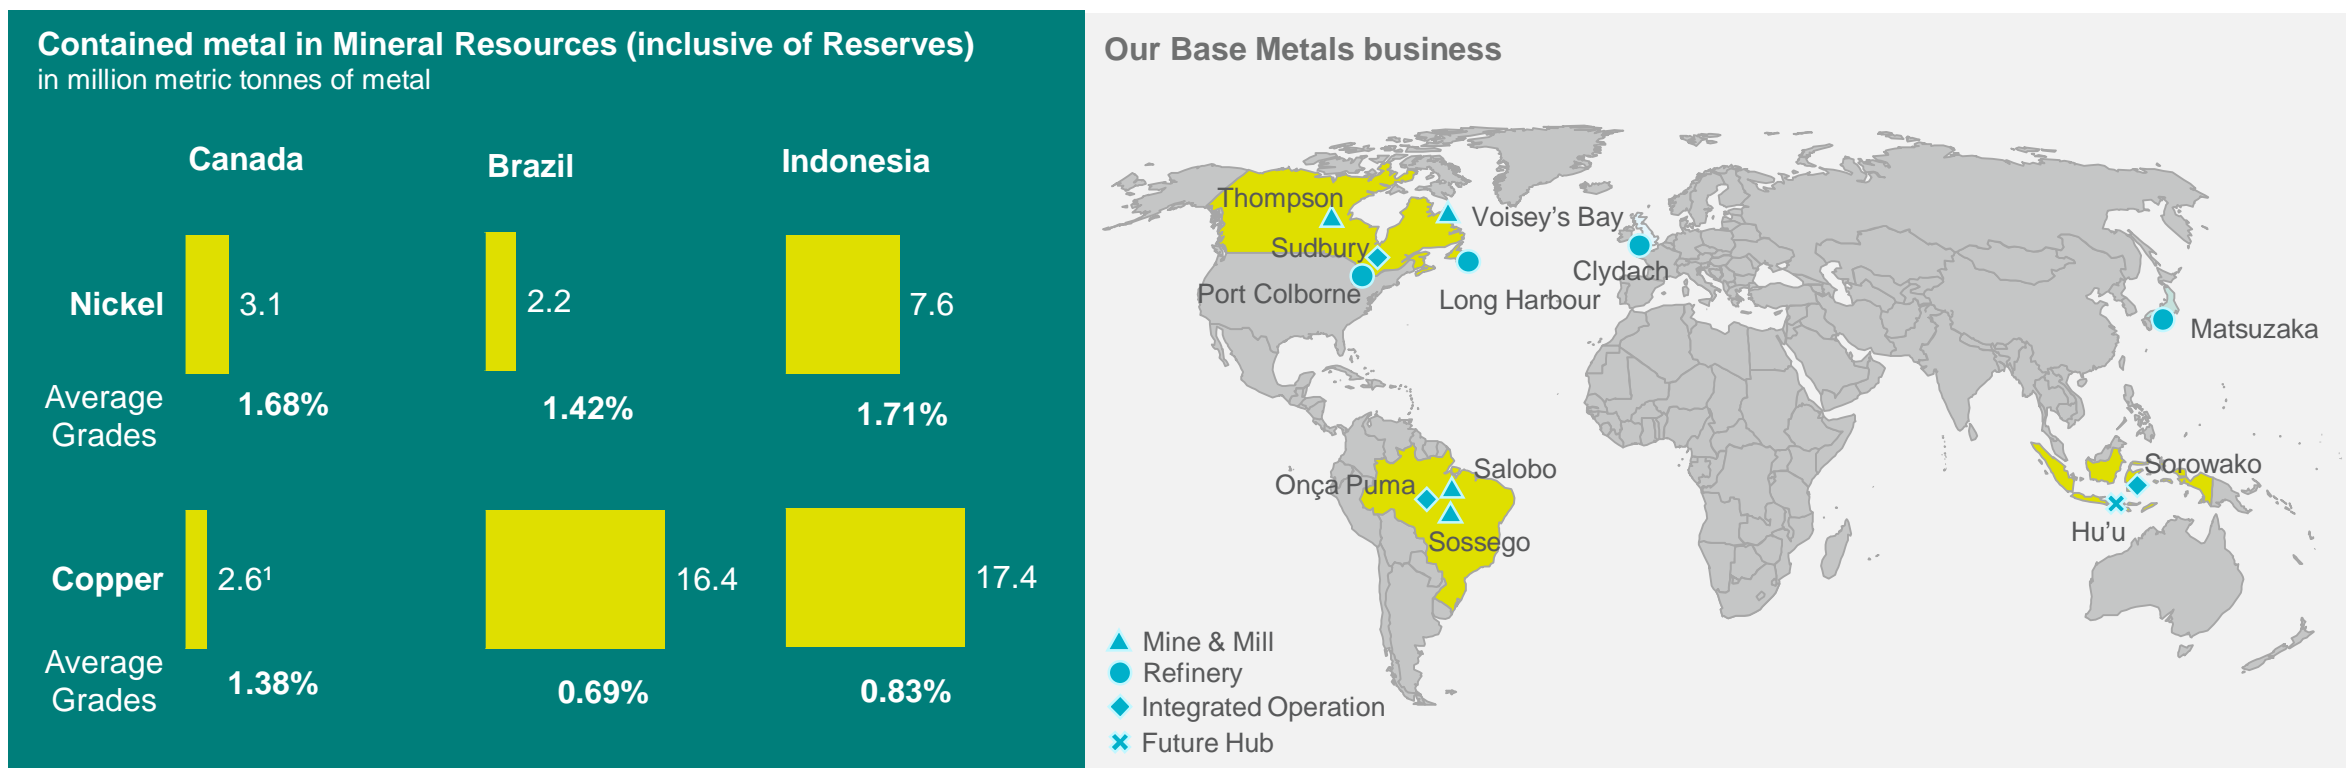 Contained metal in Mineral Resources (inclusive of Reserves)
in million metric tonnes of metal
Canada
Brazil
Indonesia
Nickel
3.1
2.2
7.6
Average
Grades
1.68%
1.42%
1.71%
Copper
2.6¹
16.4
17.4
Average
Grades
1.38%
0.69%
0.83%
Our Base Metals business
Thompson
Voisey’s Bay
Sudbury
Clydach
Port Colborne
Long Harbour
Matsuzaka
Salobo
Onça Puma
Sorowako
Sossego
Hu’u
Mine & Mill
Refinery
Integrated Operation
Future Hub